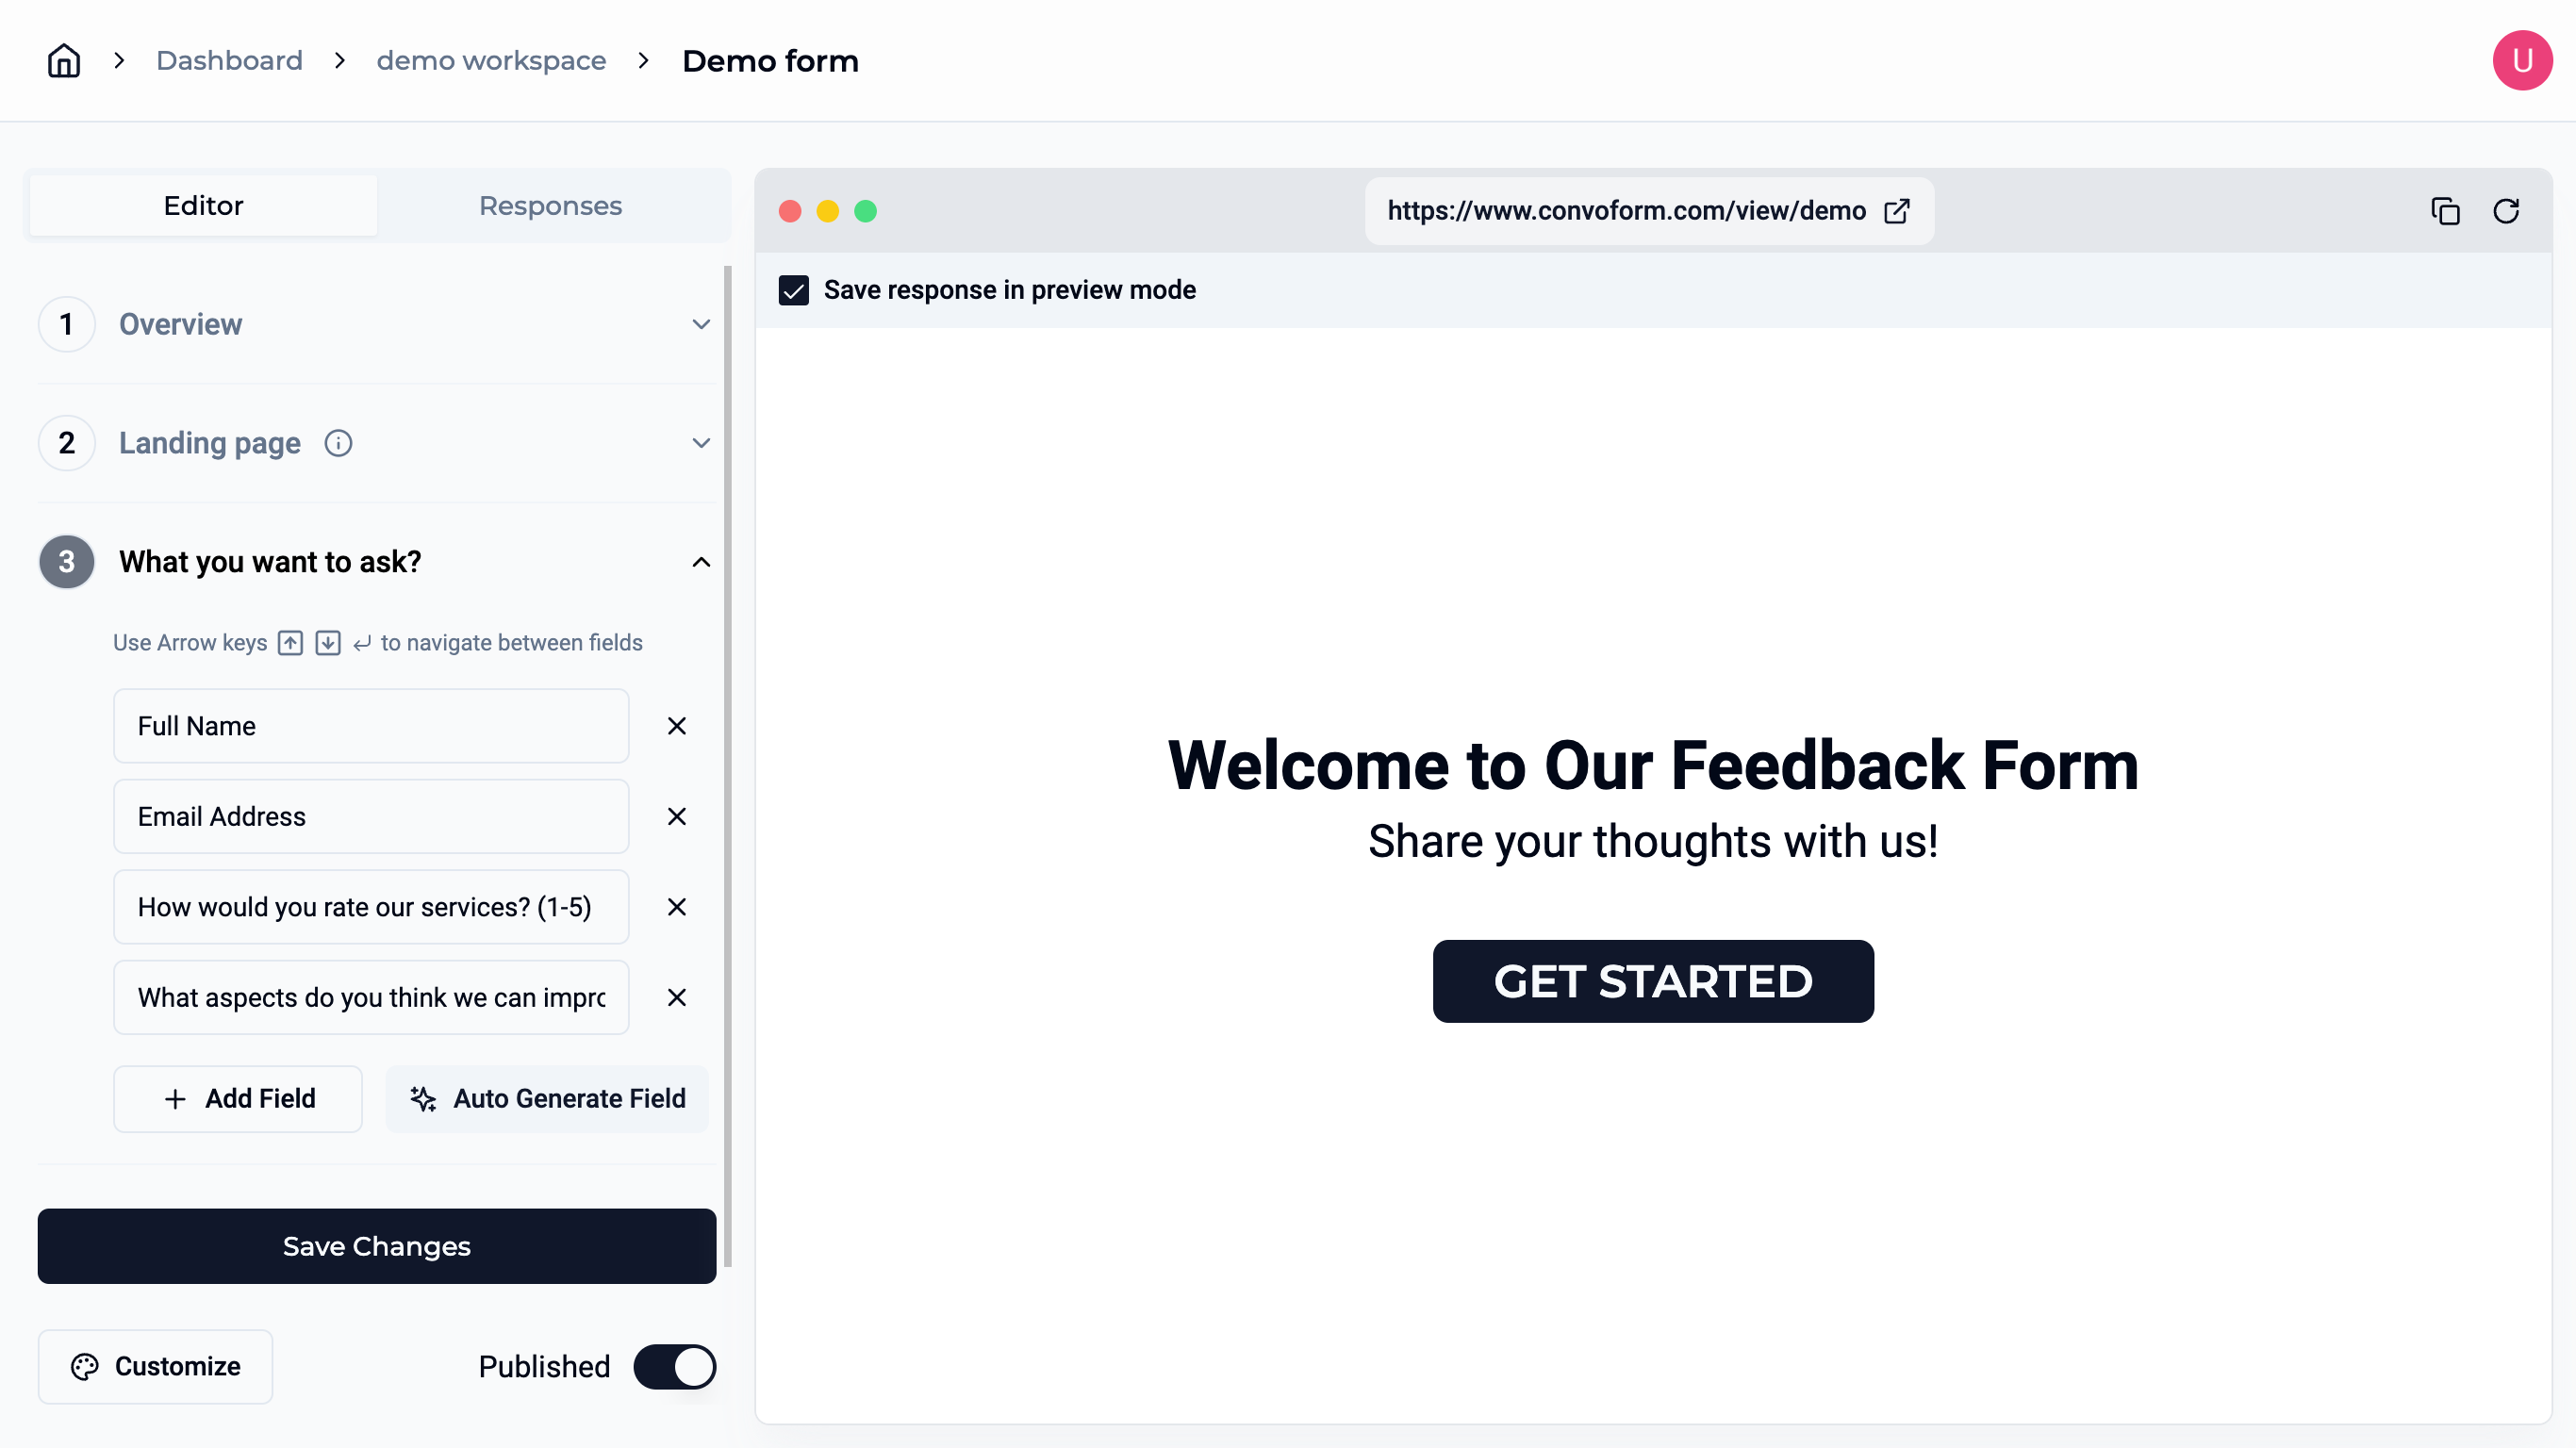 Dashboard
demo workspace
Demo form
U
Editor
Responses
1
Overview
2
Landing page
3
What you want to ask?
Use Arrow keys to navigate between fields
Full Name
Email Address
How would you rate our services? (1-5)
What aspects do you think we can impro
Add Field
Auto Generate Field
Save Changes
Customize
Published
https://www.convoform.com/view/demo
Save response in preview mode
Welcome to Our Feedback Form
Share your thoughts with us!
GET STARTED